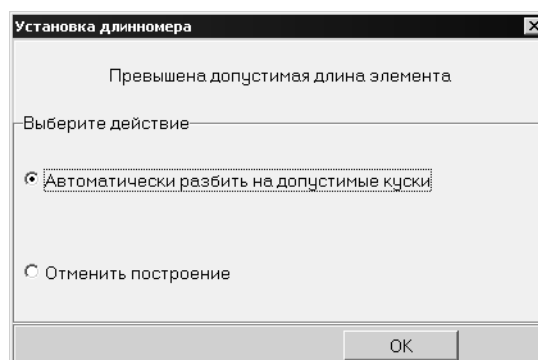 Установка длинномера
Превышена допустимая длина элемента
Выберите действие
Автоматически разбить на допустимые куски
Отменить построение
OK